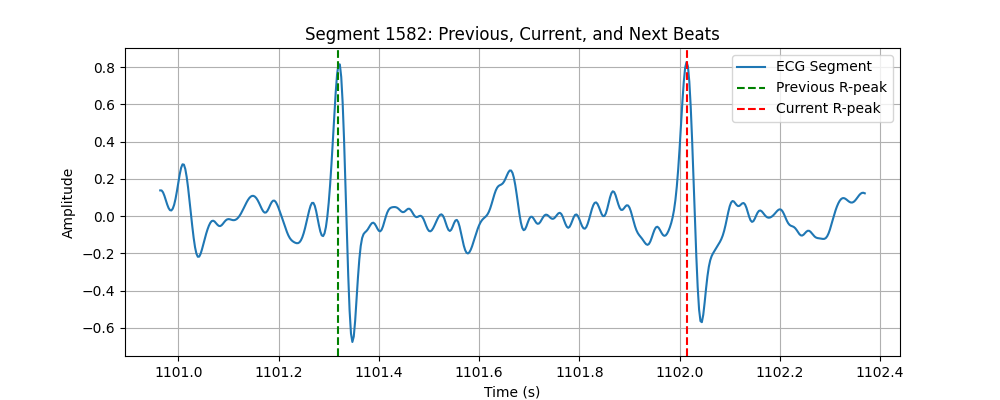 Segment 1582: Previous, Current, and Next Beats
ECG Segment
Previous R-peak
Current R-peak
Amplitude
0.8
0.6
0.4
0.2
0.0
−0.2
−0.4
−0.6
1101.0 1101.2 1101.4 1101.6 1101.8 1102.0 1102.2 1102.4
Time (s)